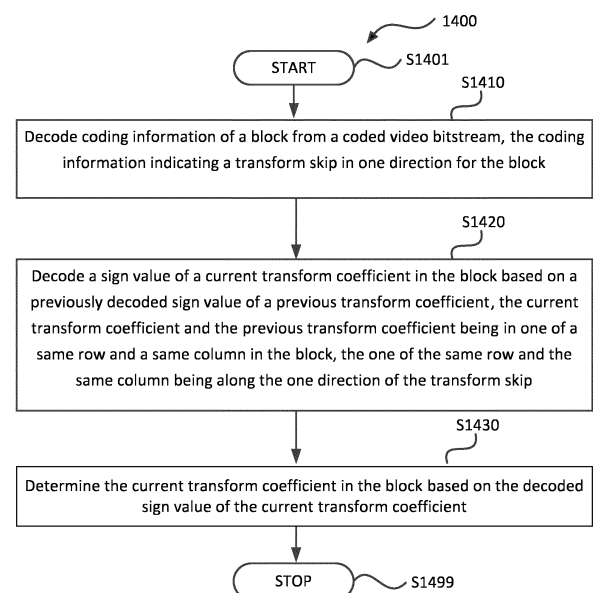 1400
START
S1401
S1410
Decode coding information of a block from a coded video bitstream, the coding
information indicating a transform skip in one direction for the block
S1420
Decode a sign value of a current transform coefficient in the block based on a
previously decoded sign value of a previous transform coefficient, the current
transform coefficient and the previous transform coefficient being in one of a
same row and a same column in the block, the one of the same row and the
same column being along the one direction of the transform skip
S1430
Determine the current transform coefficient in the block based on the decoded
sign value of the current transform coefficient
STOP
S1499